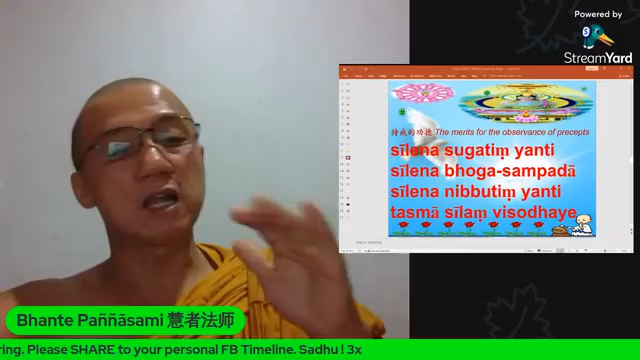 Powered by
StreamYard
持戒的功德 The merits for the observance of precepts
sīlena sugatiṃ yanti
sīlena bhoga-sampadā
sīlena nibbutiṃ yanti
tasmā sīlaṃ visodhaye
Bhante Paññāsami 慧者法师
ring. Please SHARE to your personal FB Timeline. Sadhu ! 3x